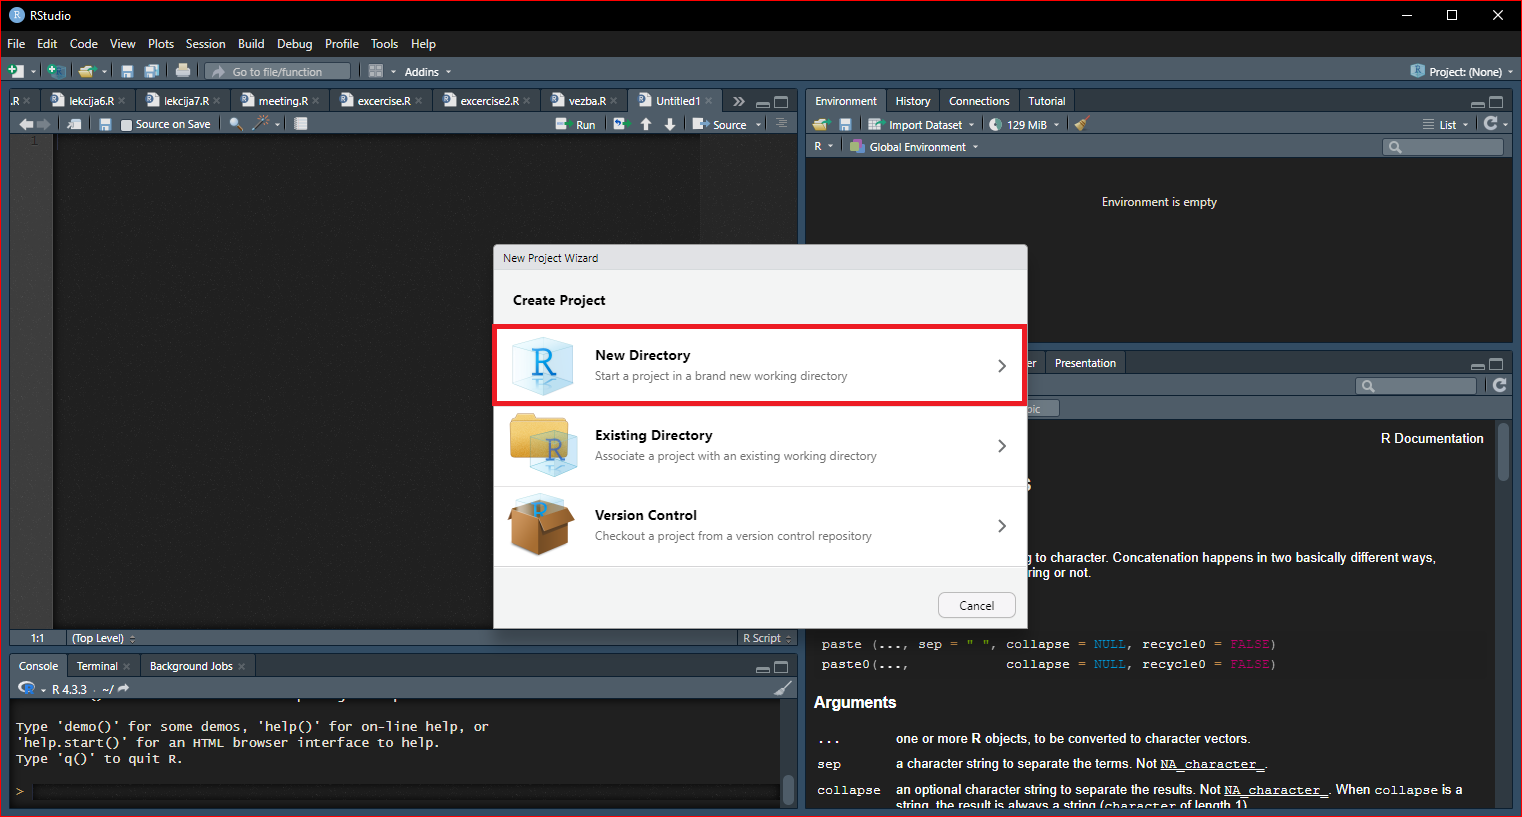 RStudio
File Edit Code View Plots Session Build Debug Profile Tools Help
Go to file/function Addins Project: (None)
.R lekcija6.R lekcija7.R meeting.R excercise.R excercise2.R vezba.R Untitled1
Source on Save Run Source
1
Environment History Connections Tutorial
Import Dataset 129 MiB List
R Global Environment
Environment is empty
New Project Wizard
Create Project
New Directory
Start a project in a brand new working directory
Existing Directory
Associate a project with an existing working directory
Version Control
Checkout a project from a version control repository
Cancel
1:1 (Top Level) R Script
Console Terminal Background Jobs
R 4.3.3 · ~/
Type 'demo()' for some demos, 'help()' for on-line help, or
'help.start()' for an HTML browser interface to help.
Type 'q()' to quit R.
>
Presentation
R Documentation
g to character. Concatenation happens in two basically different ways,
ring or not.
paste (..., sep = " ", collapse = NULL, recycle0 = FALSE)
paste0(..., collapse = NULL, recycle0 = FALSE)
Arguments
... one or more R objects, to be converted to character vectors.
sep a character string to separate the terms. Not NA_character_.
collapse an optional character string to separate the results. Not NA_character_. When collapse is a
string, the result is always a string (character of length 1).